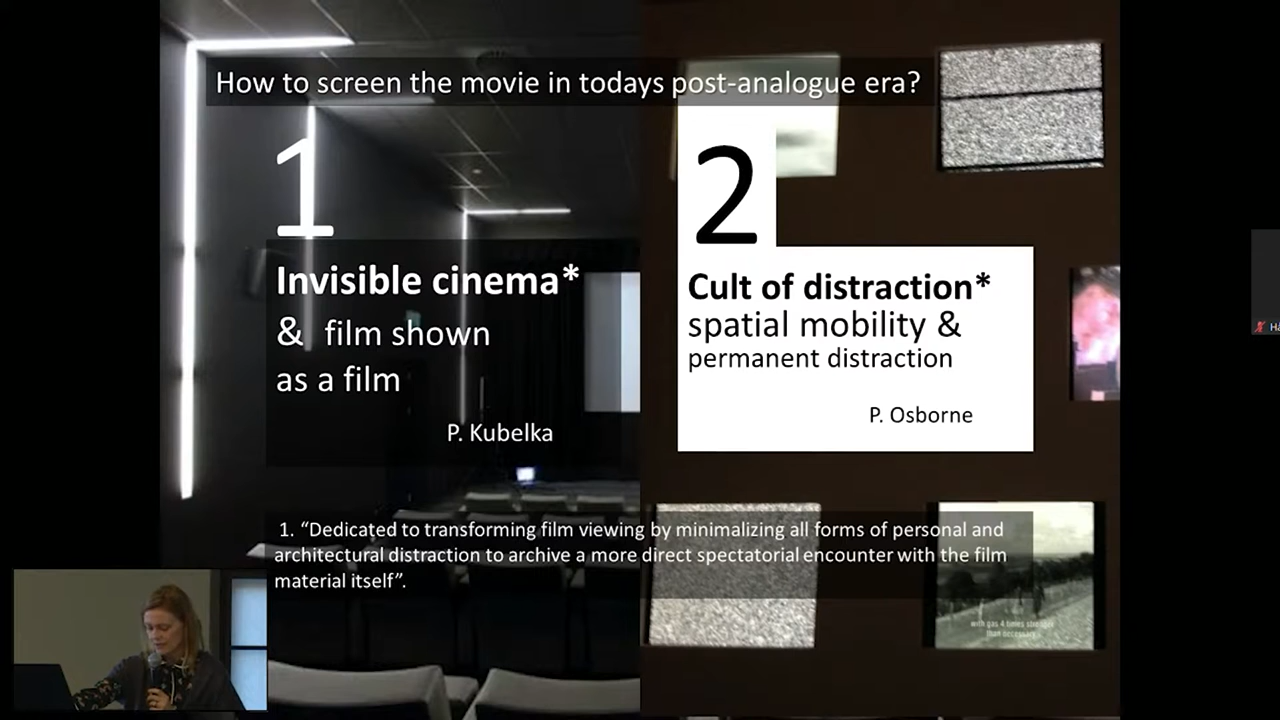 How to screen the movie in todays post-analogue era?
1
Invisible cinema*
& film shown
as a film
P. Kubelka
2
Cult of distraction*
spatial mobility &
permanent distraction
P. Osborne
1. “Dedicated to transforming film viewing by minimalizing all forms of personal and
architectural distraction to archive a more direct spectatorial encounter with the film
material itself”.
with gas 4 times stronger
than necessary
Ha